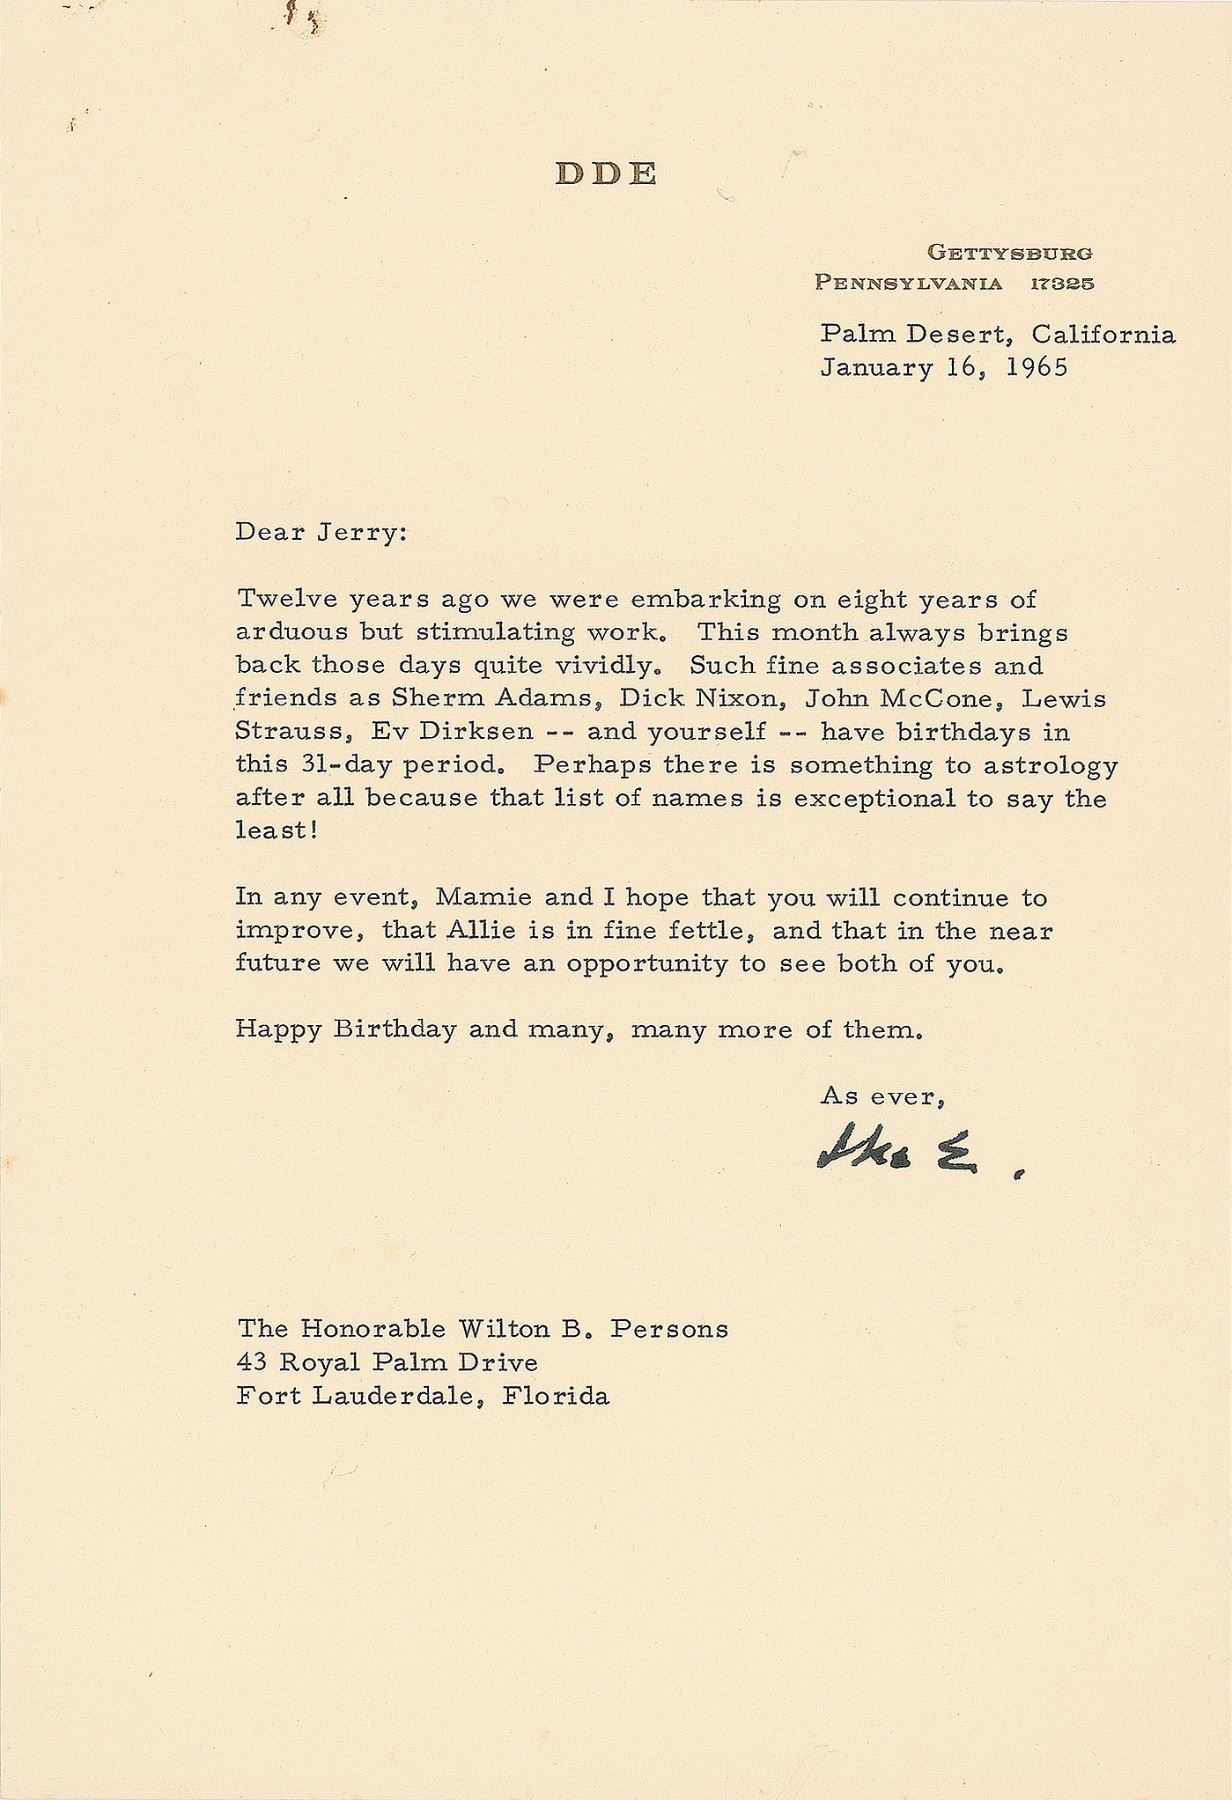 DDE
GETTYSBURG
PENNSYLVANIA 17325
Palm Desert, California
January 16, 1965
Dear Jerry:
Twelve years ago we were embarking on eight years of
arduous but stimulating work. This month always brings
back those days quite vividly. Such fine associates and
friends as Sherm Adams, Dick Nixon, John McCone, Lewis
Strauss, Ev Dirksen -- and yourself -- have birthdays in
this 31-day period. Perhaps there is something to astrology
after all because that list of names is exceptional to say the
least!
In any event, Mamie and I hope that you will continue to
improve, that Allie is in fine fettle, and that in the near
future we will have an opportunity to see both of you.
Happy Birthday and many, many more of them.
As ever,
Ike E.
The Honorable Wilton B. Persons
43 Royal Palm Drive
Fort Lauderdale, Florida